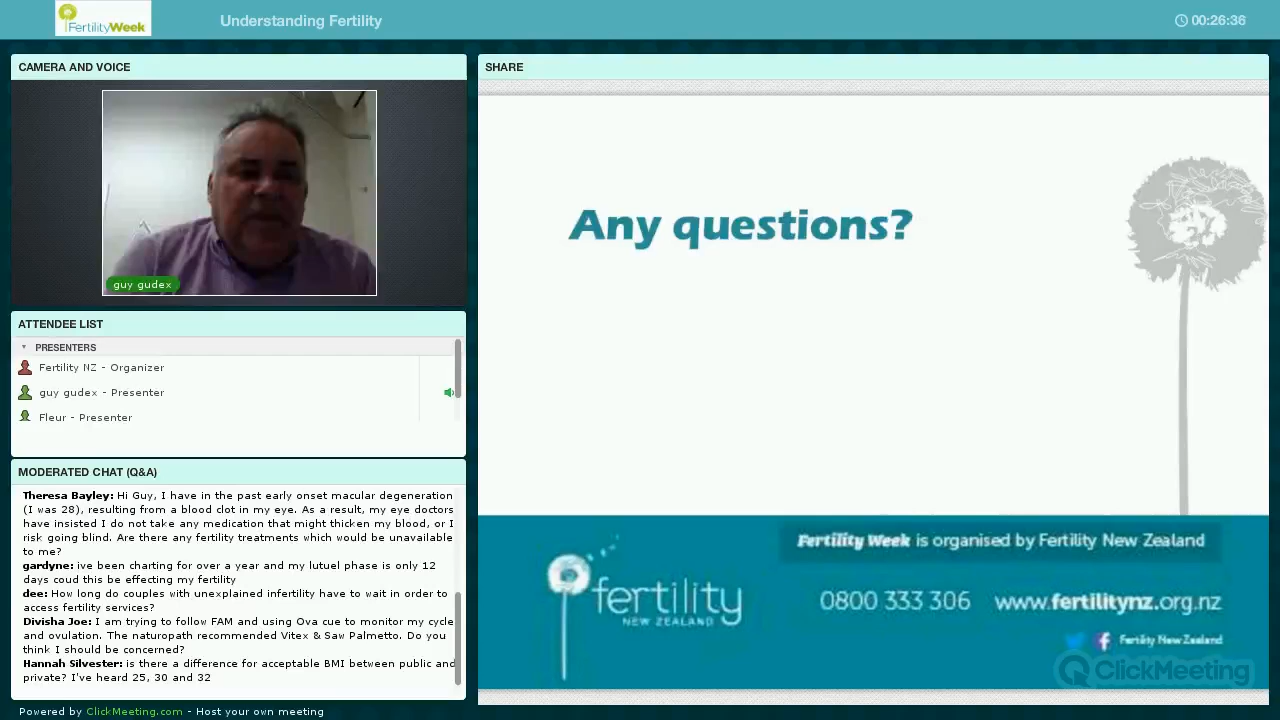 FertilityWeek
Understanding Fertility
00:26:36
CAMERA AND VOICE
guy gudex
ATTENDEE LIST
PRESENTERS
Fertility NZ - Organizer
guy gudex - Presenter
Fleur - Presenter
MODERATED CHAT (Q&A)
Theresa Bayley: Hi Guy, I have in the past early onset macular degeneration
(I was 28), resulting from a blood clot in my eye. As a result, my eye doctors
have insisted I do not take any medication that might thicken my blood, or I
risk going blind. Are there any fertility treatments which would be unavailable
to me?
gardyne: ive been charting for over a year and my lutuel phase is only 12
days coud this be effecting my fertility
dee: How long do couples with unexplained infertility have to wait in order to
access fertility services?
Divisha Joe: I am trying to follow FAM and using Ova cue to monitor my cycle
and ovulation. The naturopath recommended Vitex & Saw Palmetto. Do you
think I should be concerned?
Hannah Silvester: is there a difference for acceptable BMI between public and
private? I've heard 25, 30 and 32
Powered by ClickMeeting.com - Host your own meeting
SHARE
Any questions?
Fertility Week is organised by Fertility New Zealand
fertility
NEW ZEALAND
0800 333 306 www.fertilitynz.org.nz
Fertility New Zealand
ClickMeeting